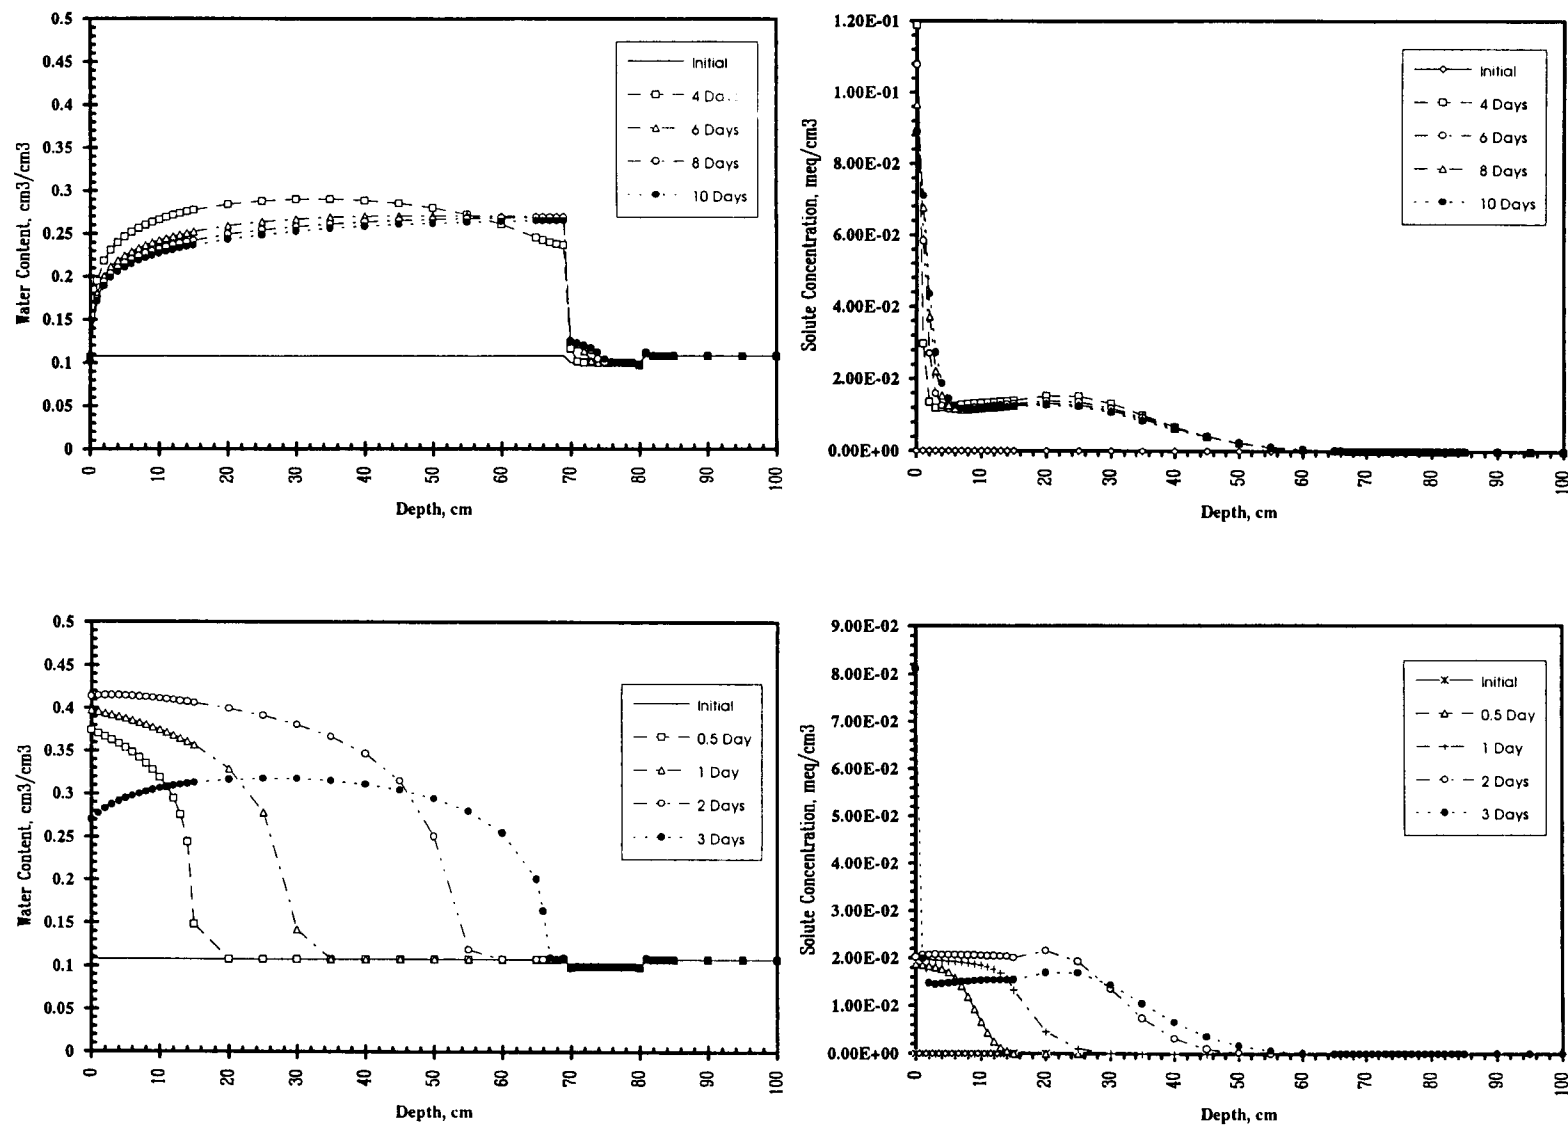 0.5
0.45
0.4
0.35
0.3
0.25
0.2
0.15
0.1
0.05
0
Water Content, cm3/cm3
0 10 20 30 40 50 60 70 80 90 100
Depth, cm
Initial
4 Da
6 Days
8 Days
10 Days
1.20E-01
1.00E-01
8.00E-02
6.00E-02
4.00E-02
2.00E-02
0.00E+00
Solute Concentration, meq/cm3
0 10 20 30 40 50 60 70 80 90 100
Depth, cm
Initial
4 Days
6 Days
8 Days
10 Days
0.5
0.45
0.4
0.35
0.3
0.25
0.2
0.15
0.1
0.05
0
Water Content, cm3/cm3
0 10 20 30 40 50 60 70 80 90 100
Depth, cm
Initial
0.5 Day
1 Day
2 Days
3 Days
9.00E-02
8.00E-02
7.00E-02
6.00E-02
5.00E-02
4.00E-02
3.00E-02
2.00E-02
1.00E-02
0.00E+00
Solute Concentration, meq/cm3
0 10 20 30 40 50 60 70 80 90 100
Depth, cm
Initial
0.5 Day
1 Day
2 Days
3 Days